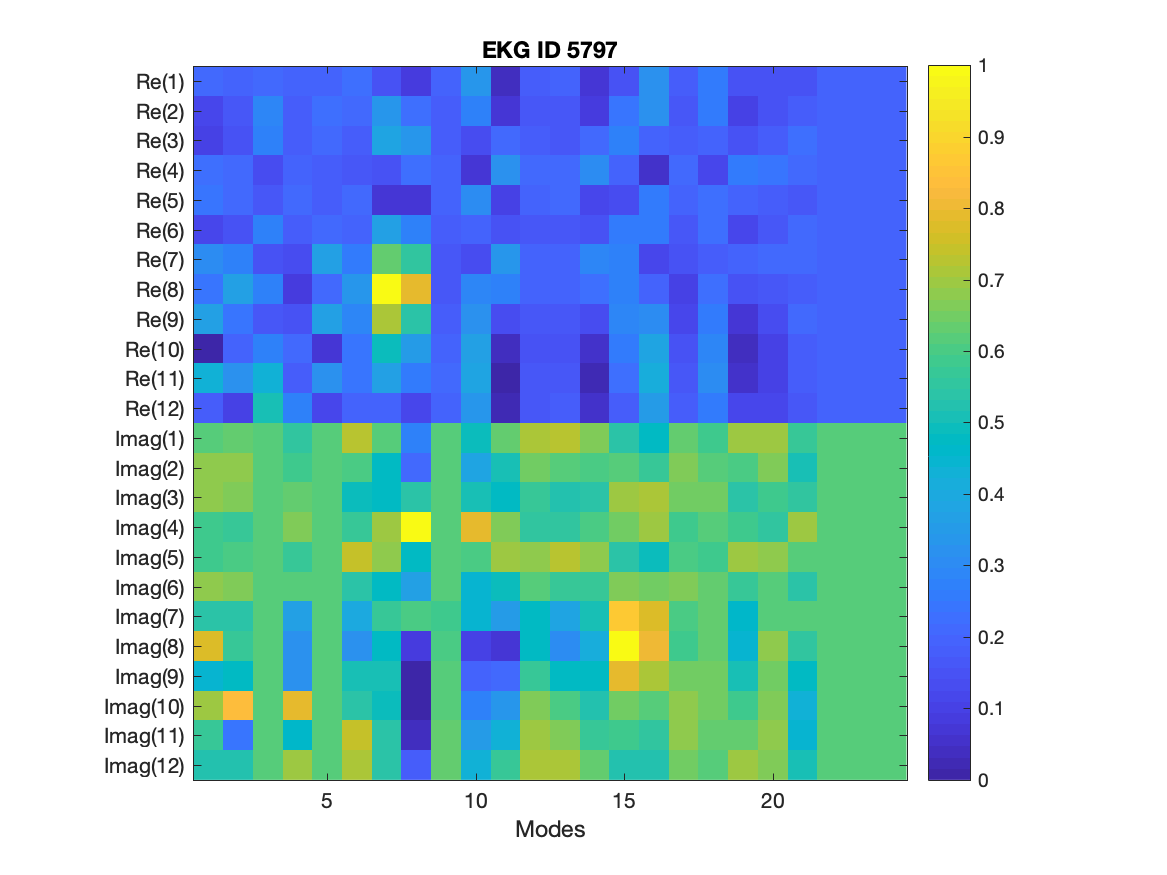 EKG ID 5797
Re(1)
Re(2)
Re(3)
Re(4)
Re(5)
Re(6)
Re(7)
Re(8)
Re(9)
Re(10)
Re(11)
Re(12)
Imag(1)
Imag(2)
Imag(3)
Imag(4)
Imag(5)
Imag(6)
Imag(7)
Imag(8)
Imag(9)
Imag(10)
Imag(11)
Imag(12)
5 10 15 20
Modes
1
0.9
0.8
0.7
0.6
0.5
0.4
0.3
0.2
0.1
0